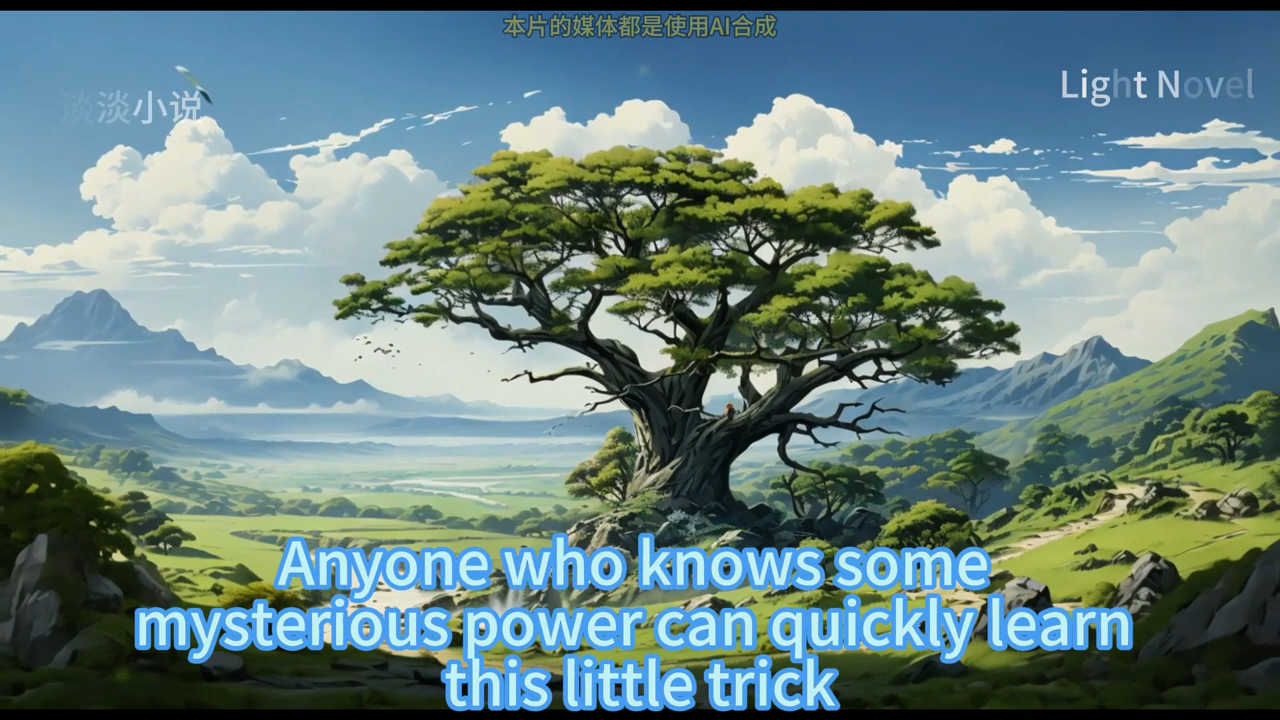 本片的媒体都是使用AI合成
淡淡小说
Light Novel
Anyone who knows some
mysterious power can quickly learn
this little trick